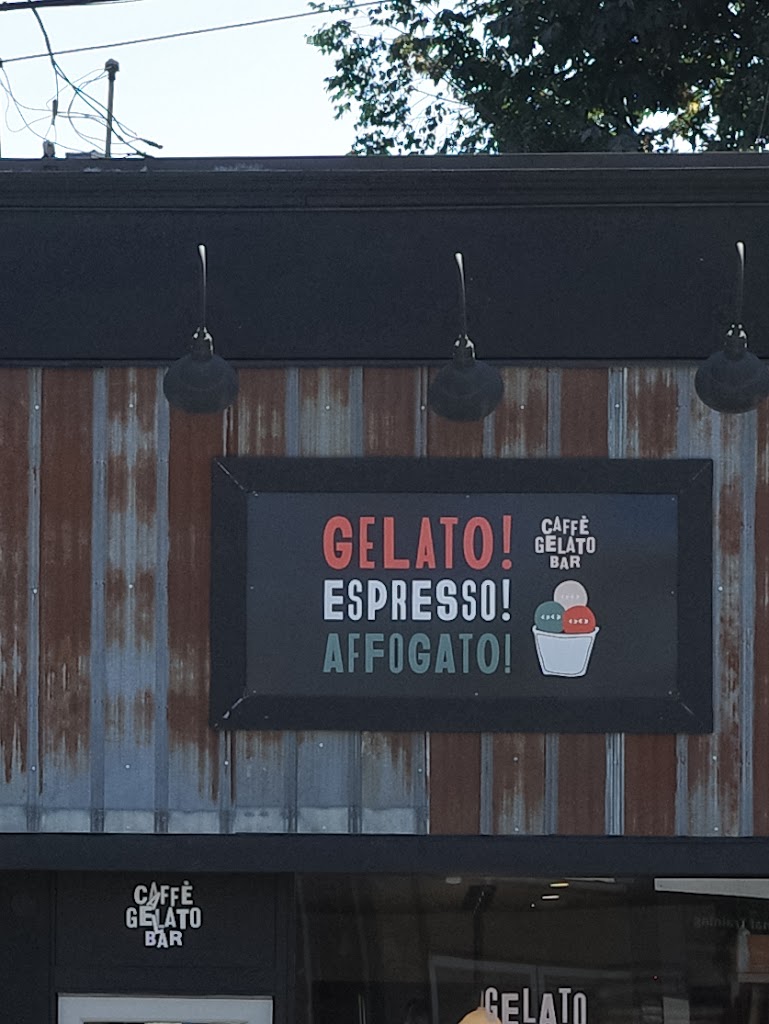 GELATO!
ESPRESSO!
AFFOGATO!
CAFFÈ
GELATO
BAR
CAFFÈ
GELATO
BAR
GELATO